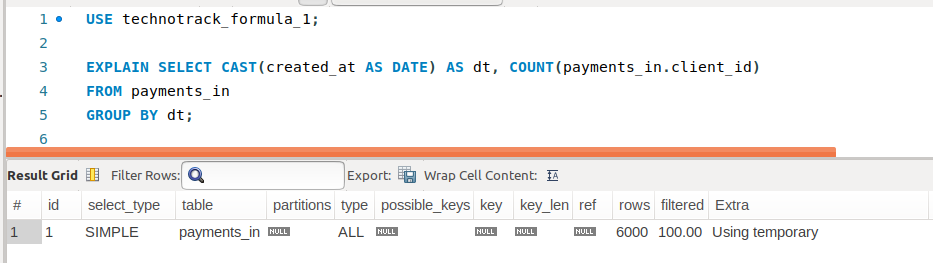 1 USE technotrack_formula_1;
2
3 EXPLAIN SELECT CAST(created_at AS DATE) AS dt, COUNT(payments_in.client_id)
4 FROM payments_in
5 GROUP BY dt;
6
Result Grid Filter Rows: Export: Wrap Cell Content: IA
# id select_type table partitions type possible_keys key key_len ref rows filtered Extra
1 1 SIMPLE payments_in NULL ALL NULL NULL NULL NULL 6000 100.00 Using temporary